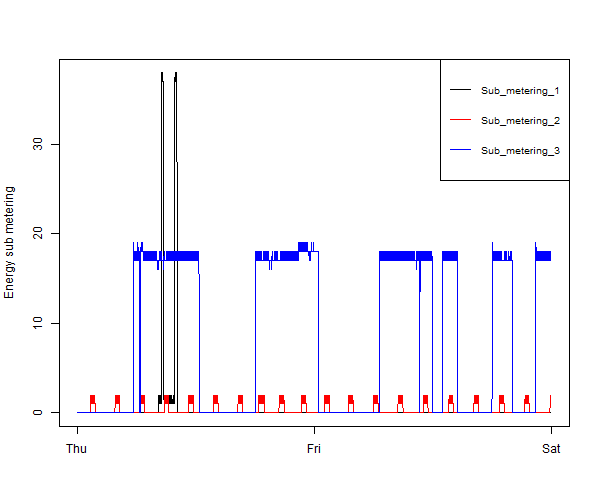 Sub_metering_1
Sub_metering_2
Sub_metering_3
Energy sub metering
30
20
10
0
Thu
Fri
Sat